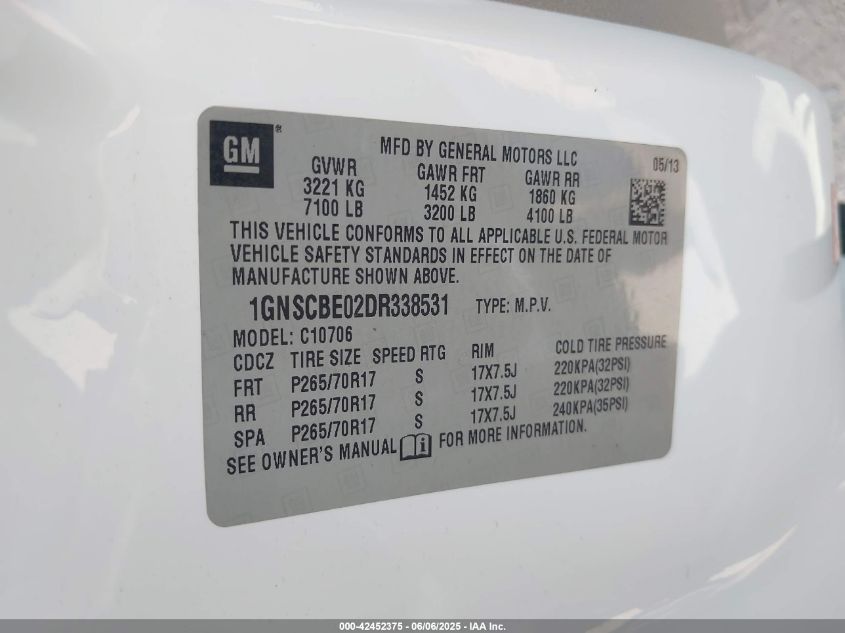 GM ®
MFD BY GENERAL MOTORS LLC 05/13
GVWR GAWR FRT GAWR RR
3221 KG 1452 KG 1860 KG
7100 LB 3200 LB 4100 LB
THIS VEHICLE CONFORMS TO ALL APPLICABLE U.S. FEDERAL MOTOR
VEHICLE SAFETY STANDARDS IN EFFECT ON THE DATE OF
MANUFACTURE SHOWN ABOVE.
1GNSCBE02DR338531 TYPE: M.P.V.
MODEL: C10706
CDCZ TIRE SIZE SPEED RTG RIM COLD TIRE PRESSURE
FRT P265/70R17 S 17X7.5J 220KPA(32PSI)
RR P265/70R17 S 17X7.5J 220KPA(32PSI)
SPA P265/70R17 S 17X7.5J 240KPA(35PSI)
SEE OWNER'S MANUAL i FOR MORE INFORMATION.
000-42452375 - 06/06/2025 - IAA Inc.